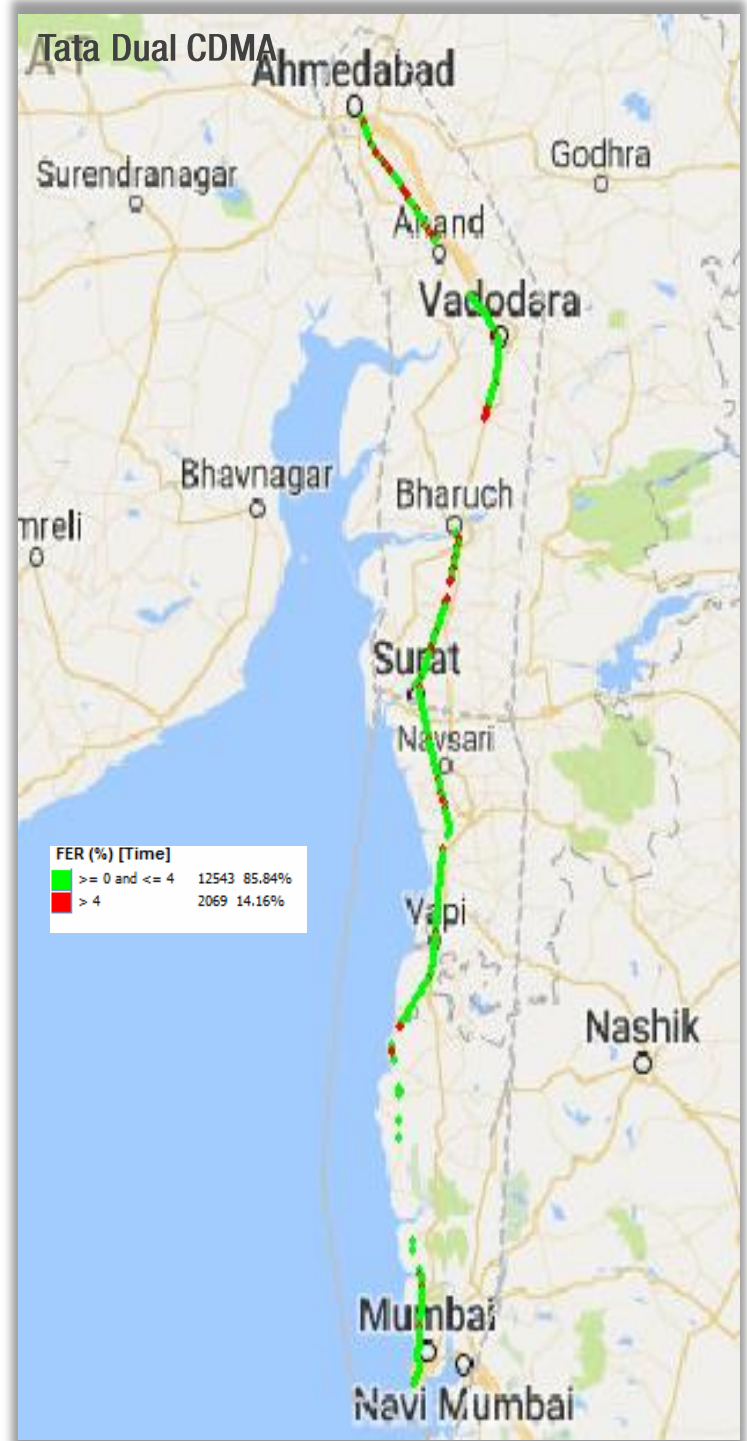 Tata Dual CDMA
Ahmedabad
Godhra
Surendranagar
Anand
Vadodara
Bhavnagar
Bharuch
mreli
Surat
Navsari
FER (%) [Time]
>= 0 and <= 4 12543 85.84%
> 4 2069 14.16%
Vapi
Nashik
Mumbai
Navi Mumbai